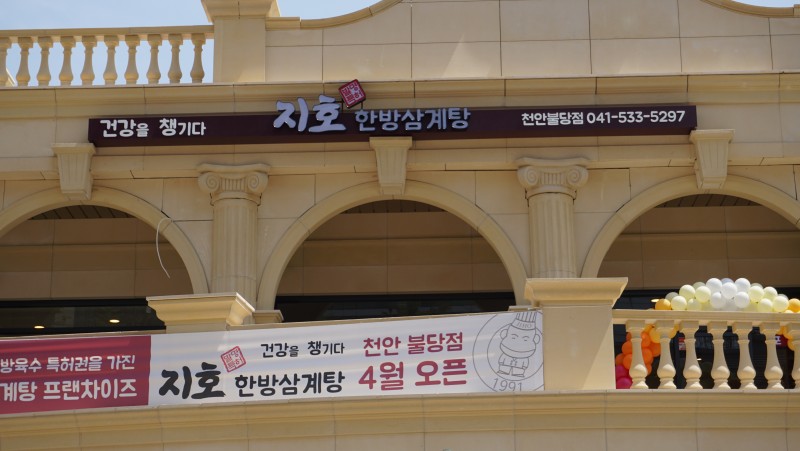 건강을 챙기다
지호 한방삼계탕
천안불당점 041-533-5297
방육수 특허권을 가진
계탕 프랜차이즈
건강을 챙기다
지호 한방삼계탕
천안 불당점
4월 오픈
1991